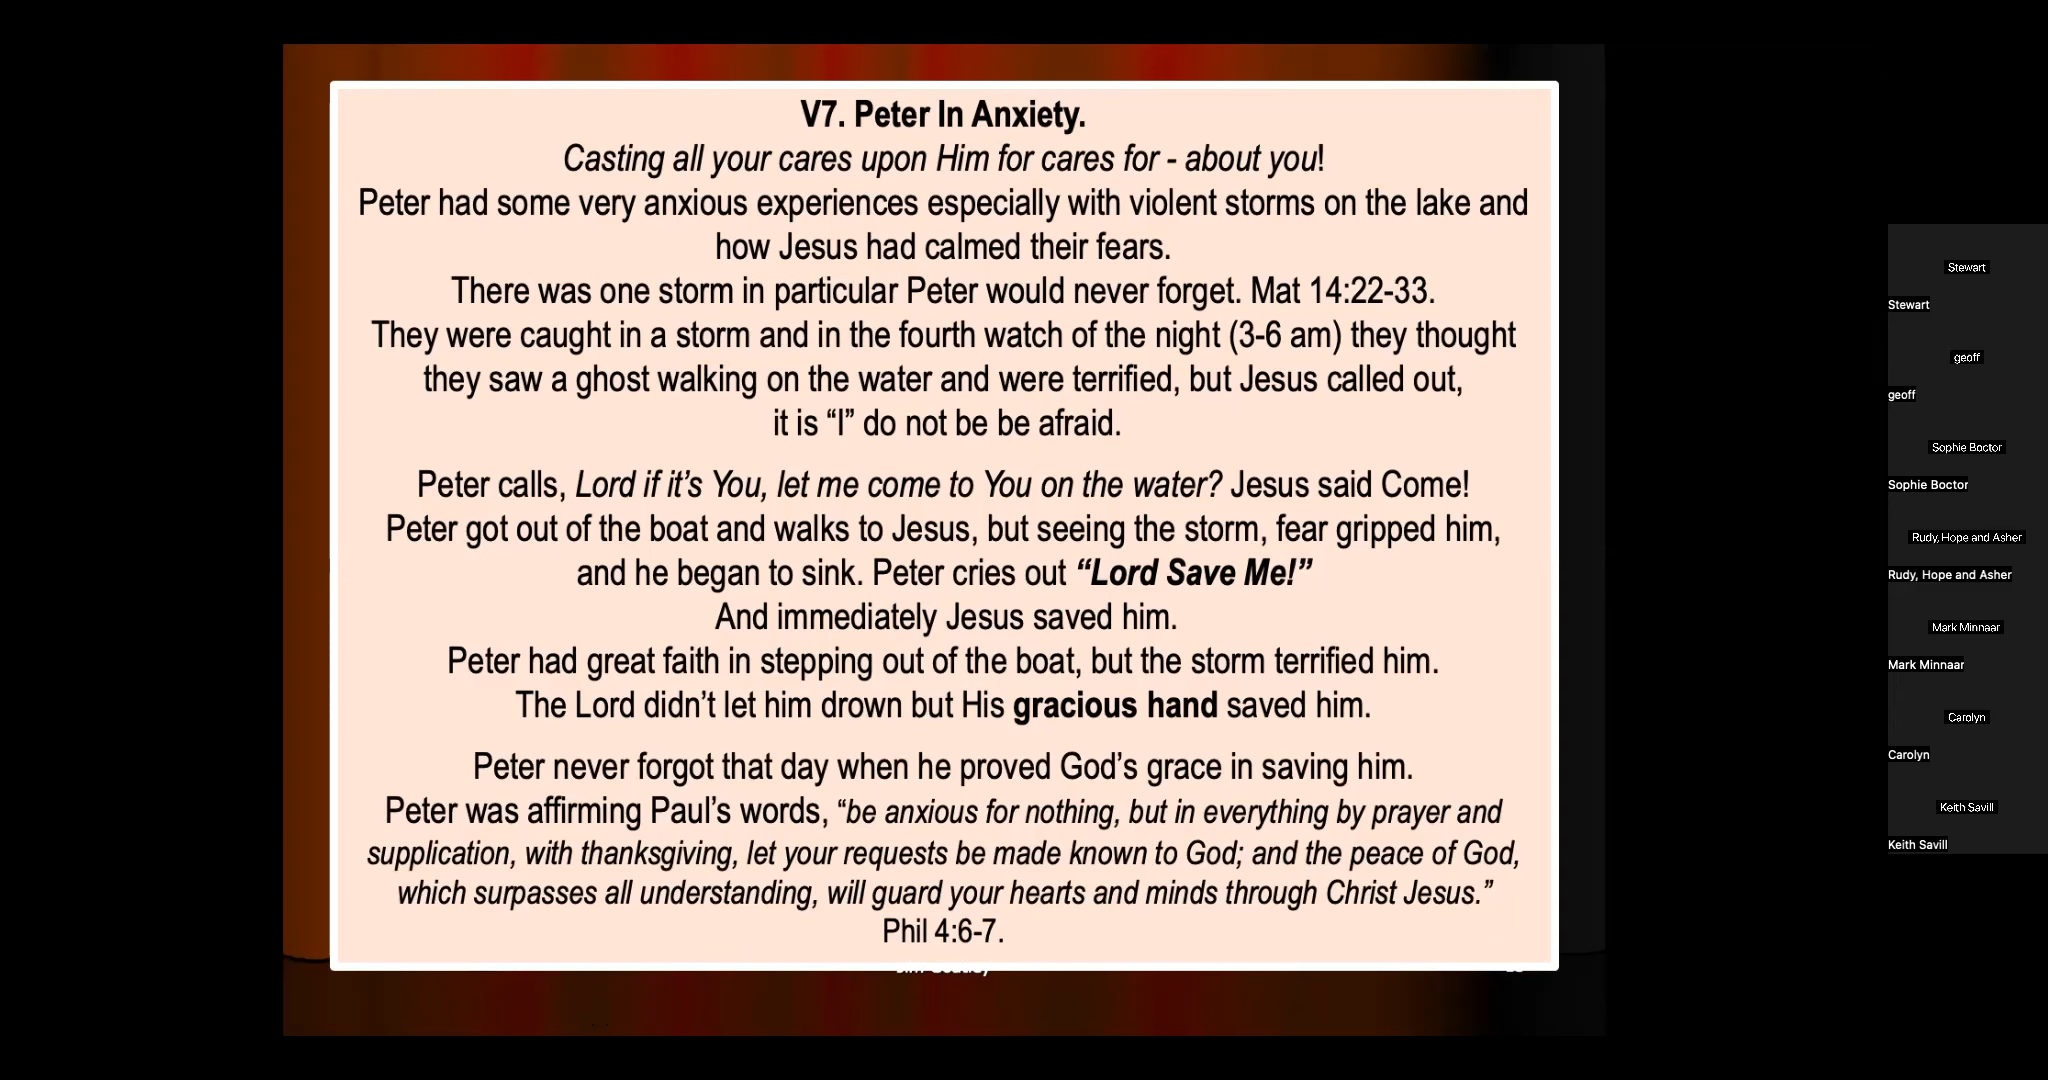 V7. Peter In Anxiety.
Casting all your cares upon Him for cares for - about you!
Peter had some very anxious experiences especially with violent storms on the lake and
how Jesus had calmed their fears.
There was one storm in particular Peter would never forget. Mat 14:22-33.
They were caught in a storm and in the fourth watch of the night (3-6 am) they thought
they saw a ghost walking on the water and were terrified, but Jesus called out,
it is “I” do not be be afraid.
Peter calls, Lord if it’s You, let me come to You on the water? Jesus said Come!
Peter got out of the boat and walks to Jesus, but seeing the storm, fear gripped him,
and he began to sink. Peter cries out “Lord Save Me!”
And immediately Jesus saved him.
Peter had great faith in stepping out of the boat, but the storm terrified him.
The Lord didn’t let him drown but His gracious hand saved him.
Peter never forgot that day when he proved God’s grace in saving him.
Peter was affirming Paul’s words, “be anxious for nothing, but in everything by prayer and
supplication, with thanksgiving, let your requests be made known to God; and the peace of God,
which surpasses all understanding, will guard your hearts and minds through Christ Jesus.”
Phil 4:6-7.
Stewart
Stewart
geoff
geoff
Sophie Boctor
Sophie Boctor
Rudy, Hope and Asher
Rudy, Hope and Asher
Mark Minnaar
Mark Minnaar
Carolyn
Carolyn
Keith Savill
Keith Savill